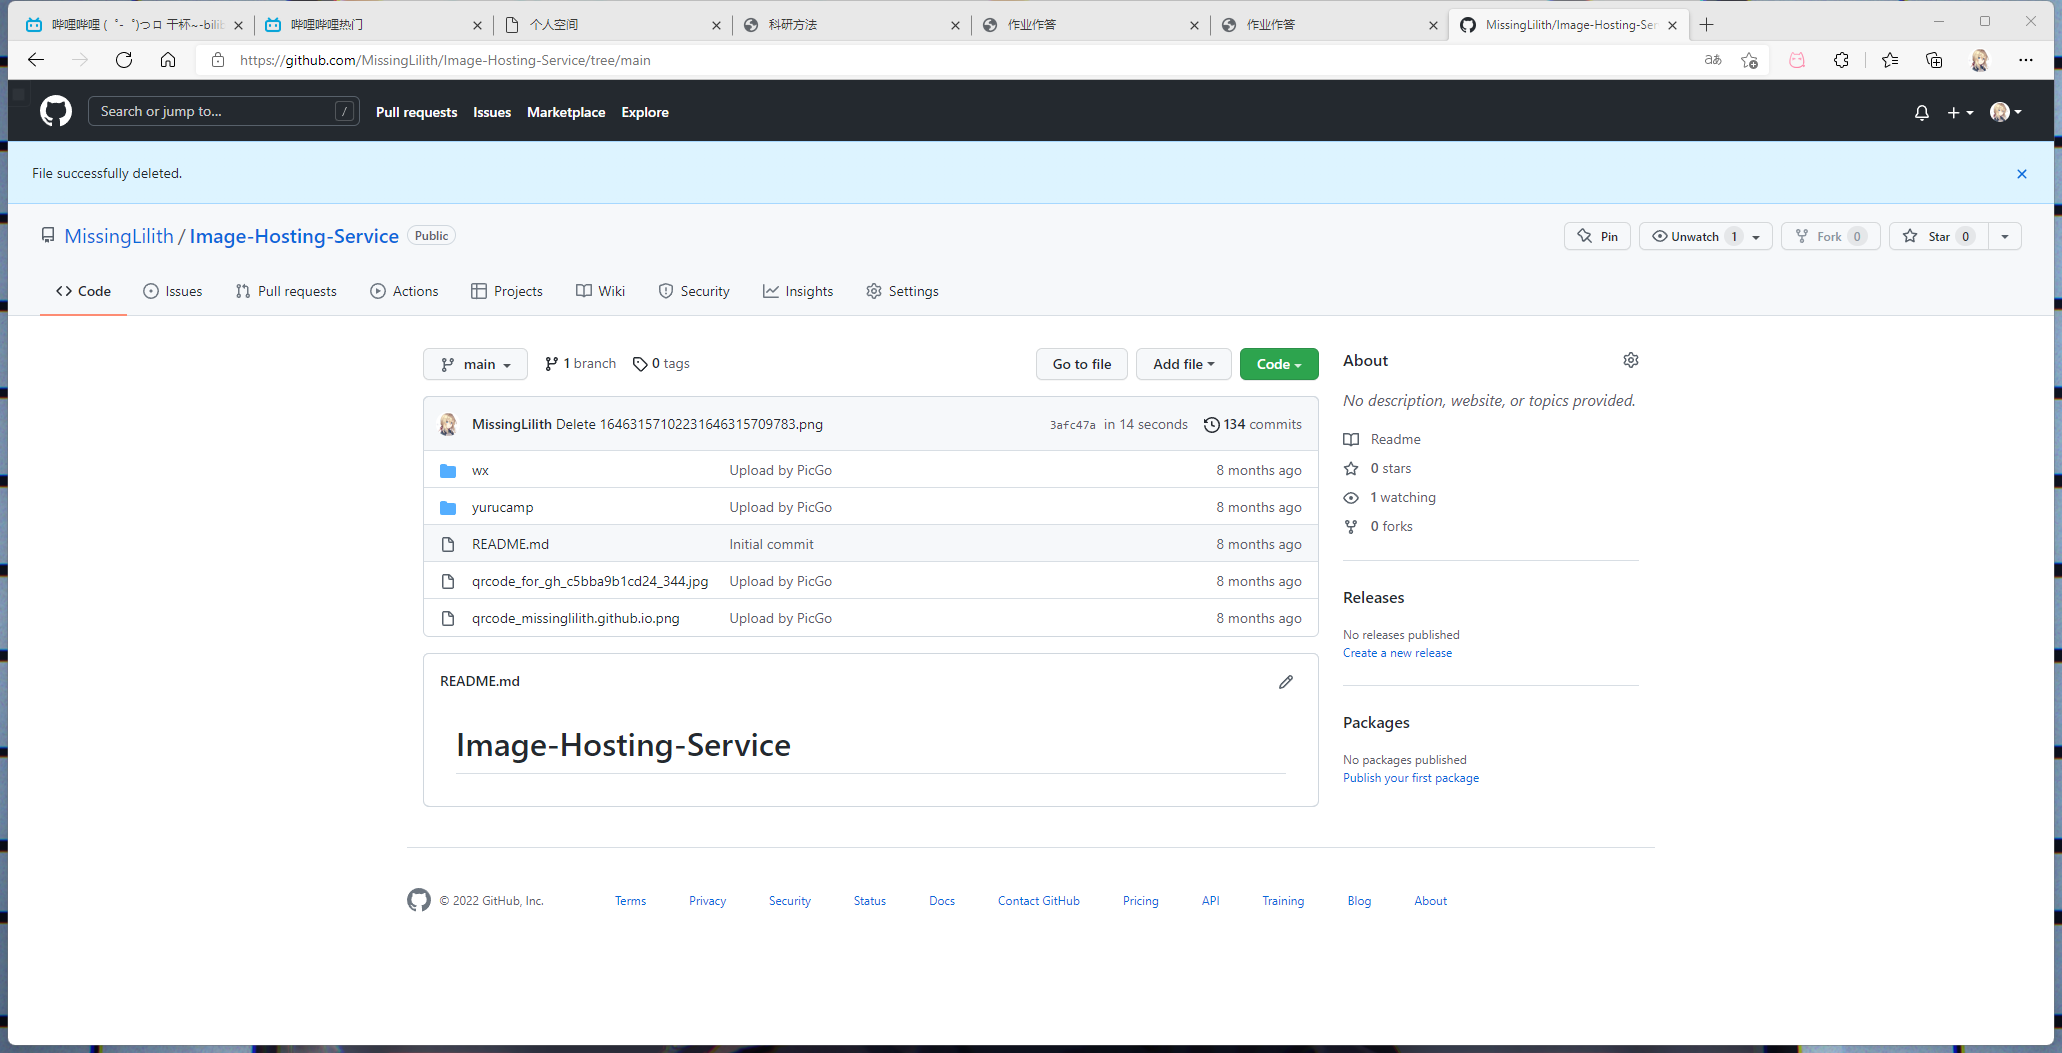 哔哩哔哩 (゜-゜)つロ 干杯~-bilib
哔哩哔哩热门
个人空间
科研方法
作业作答
作业作答
MissingLilith/Image-Hosting-Ser
https://github.com/MissingLilith/Image-Hosting-Service/tree/main
Search or jump to... /
Pull requests Issues Marketplace Explore
File successfully deleted.
MissingLilith / Image-Hosting-Service Public
Pin Unwatch 1 Fork 0 Star 0
Code Issues Pull requests Actions Projects Wiki Security Insights Settings
main 1 branch 0 tags Go to file Add file Code
MissingLilith Delete 16463157102231646315709783.png 3afc47a in 14 seconds 134 commits
wx Upload by PicGo 8 months ago
yurucamp Upload by PicGo 8 months ago
README.md Initial commit 8 months ago
qrcode_for_gh_c5bba9b1cd24_344.jpg Upload by PicGo 8 months ago
qrcode_missinglilith.github.io.png Upload by PicGo 8 months ago
README.md
Image-Hosting-Service
About
No description, website, or topics provided.
Readme
0 stars
1 watching
0 forks
Releases
No releases published
Create a new release
Packages
No packages published
Publish your first package
© 2022 GitHub, Inc. Terms Privacy Security Status Docs Contact GitHub Pricing API Training Blog About